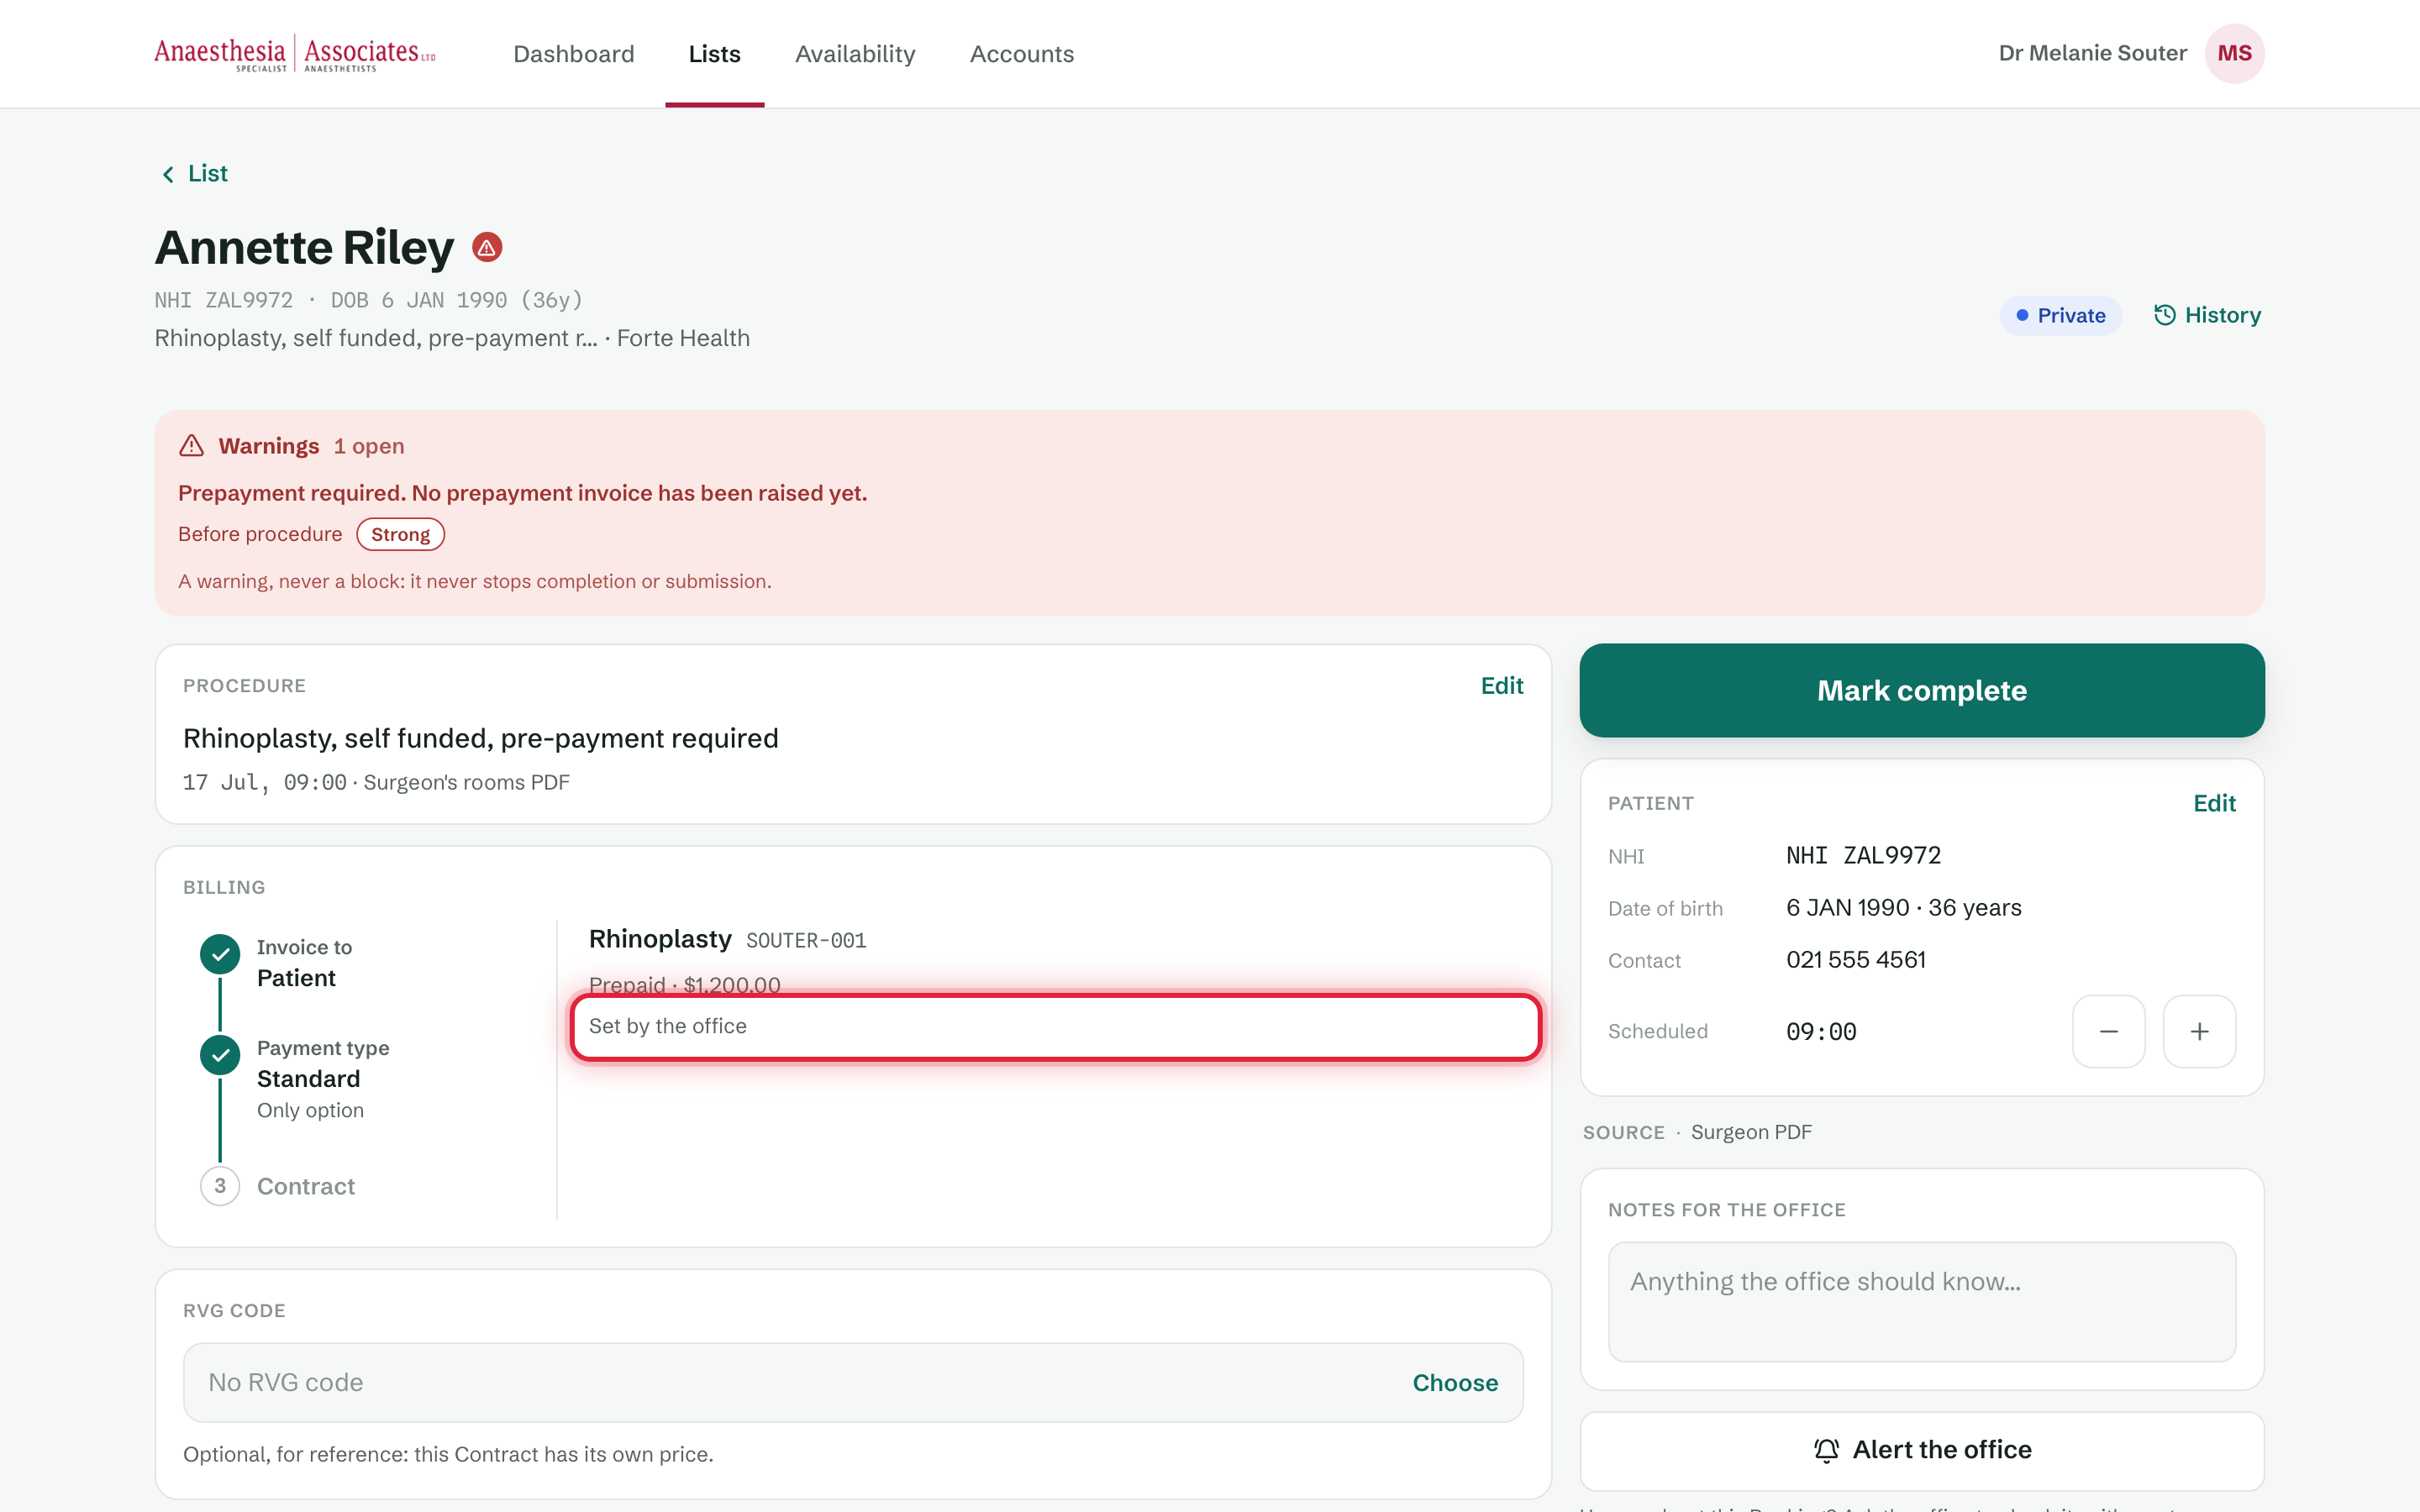 Anaesthesia | Associates LTD
SPECIALIST ANAESTHETISTS
Dashboard
Lists
Availability
Accounts
Dr Melanie Souter
MS
List
Annette Riley
NHI ZAL9972 · DOB 6 JAN 1990 (36y)
Rhinoplasty, self funded, pre-payment r... · Forte Health
Private
History
Warnings 1 open
Prepayment required. No prepayment invoice has been raised yet.
Before procedure Strong
A warning, never a block: it never stops completion or submission.
PROCEDURE
Edit
Rhinoplasty, self funded, pre-payment required
17 Jul, 09:00 · Surgeon's rooms PDF
BILLING
Invoice to
Patient
Payment type
Standard
Only option
3 Contract
Rhinoplasty SOUTER-001
Prepaid · $1,200.00
Set by the office
RVG CODE
No RVG code
Choose
Optional, for reference: this Contract has its own price.
Mark complete
PATIENT
Edit
NHI NHI ZAL9972
Date of birth 6 JAN 1990 · 36 years
Contact 021 555 4561
Scheduled 09:00
− +
SOURCE · Surgeon PDF
NOTES FOR THE OFFICE
Anything the office should know...
Alert the office